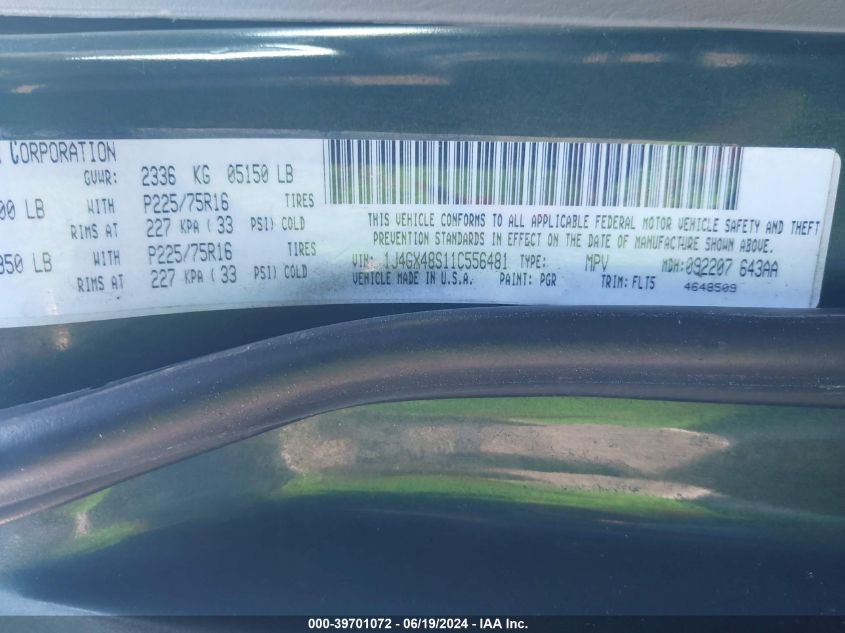 CORPORATION
GVWR: 2336 KG 05150 LB
00 LB WITH P225/75R16 TIRES
RIMS AT 227 KPA ( 33 PSI) COLD
950 LB WITH P225/75R16 TIRES
RIMS AT 227 KPA ( 33 PSI) COLD
THIS VEHICLE CONFORMS TO ALL APPLICABLE FEDERAL MOTOR VEHICLE SAFETY AND THEFT
PREVENTION STANDARDS IN EFFECT ON THE DATE OF MANUFACTURE SHOWN ABOVE.
VIN: 1J4GX48S11C556481 TYPE: MPV MDH: 092207 643AA
VEHICLE MADE IN U.S.A. PAINT: PGR TRIM: FLT5 4648509
000-39701072 - 06/19/2024 - IAA Inc.